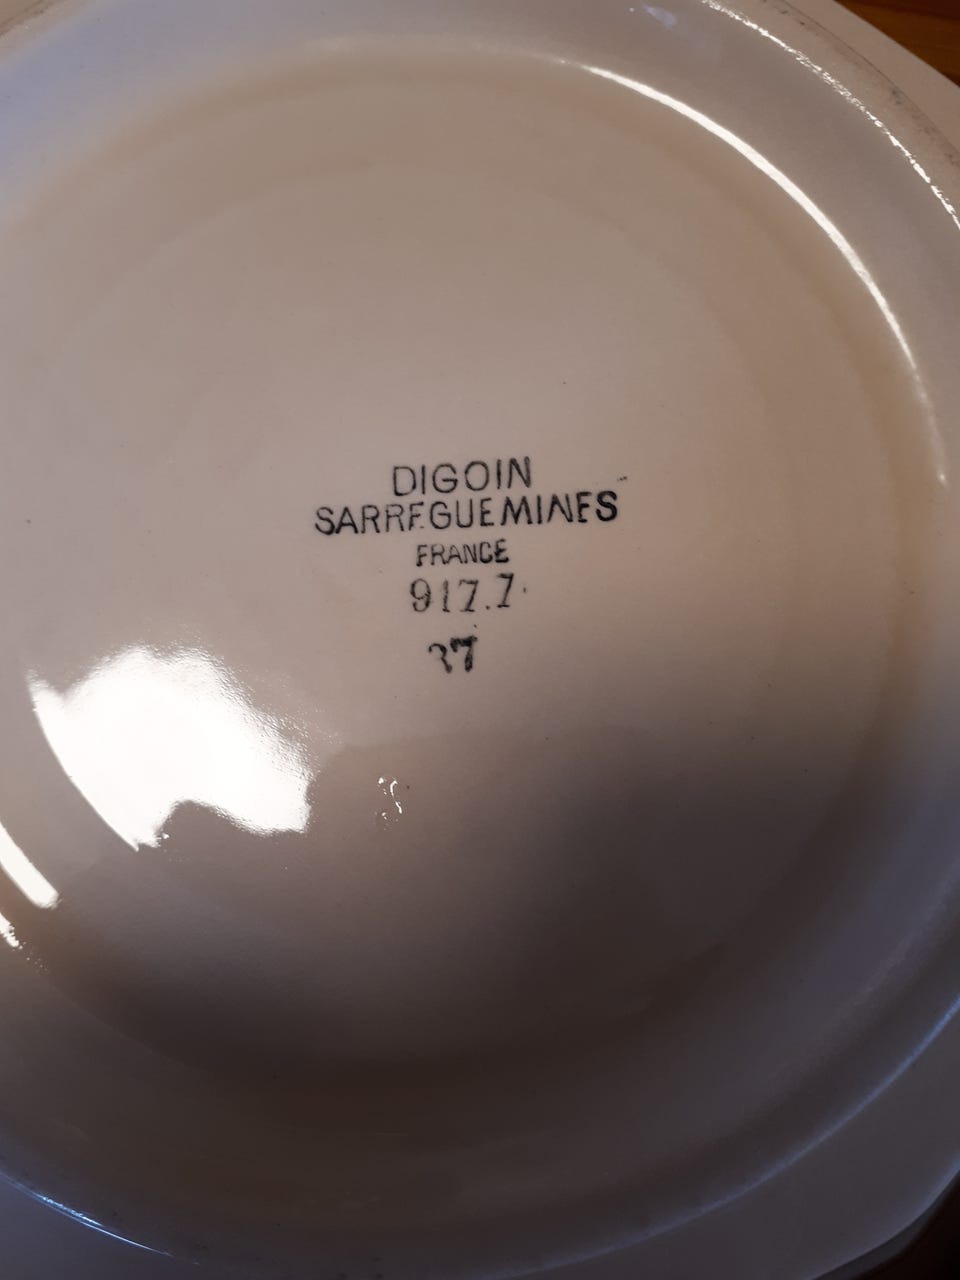 DIGOIN
SARREGUEMINES
FRANCE
917.7.
37